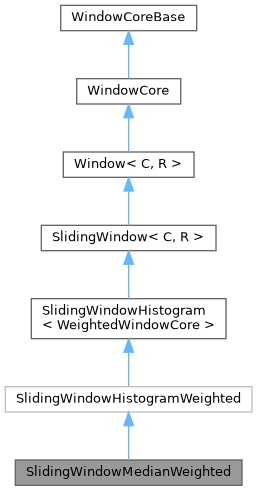 WindowCoreBase
WindowCore
Window< C, R >
SlidingWindow< C, R >
SlidingWindowHistogram
< WeightedWindowCore >
SlidingWindowHistogramWeighted
SlidingWindowMedianWeighted